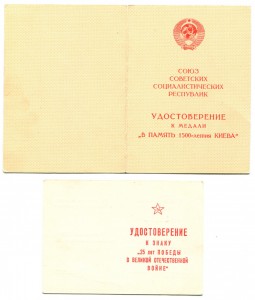 СОЮЗ
СОВЕТСКИХ
СОЦИАЛИСТИЧЕСКИХ
РЕСПУБЛИК
УДОСТОВЕРЕНИЕ
К МЕДАЛИ
„В ПАМЯТЬ 1500-летия КИЕВА"
УДОСТОВЕРЕНИЕ
К ЗНАКУ
"25 лет ПОБЕДЫ
В ВЕЛИКОЙ ОТЕЧЕСТВЕННОЙ
ВОЙНЕ"